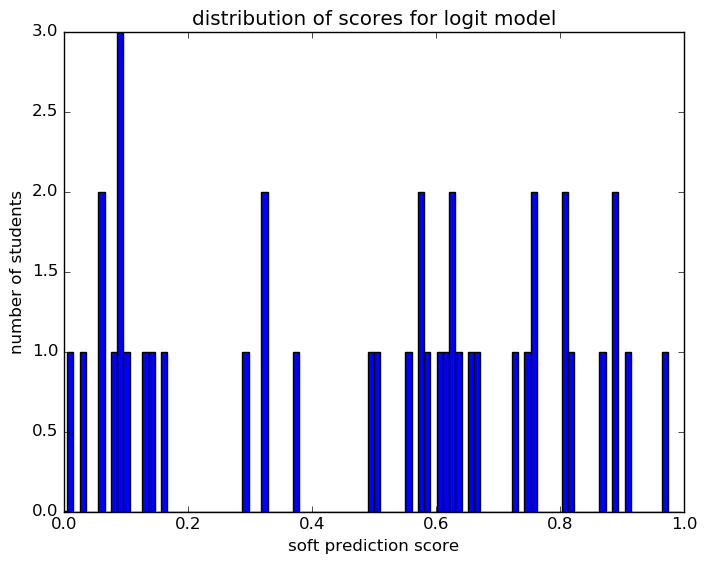 distribution of scores for logit model
3.0
2.5
2.0
1.5
1.0
0.5
0.0
number of students
0.0 0.2 0.4 0.6 0.8 1.0
soft prediction score